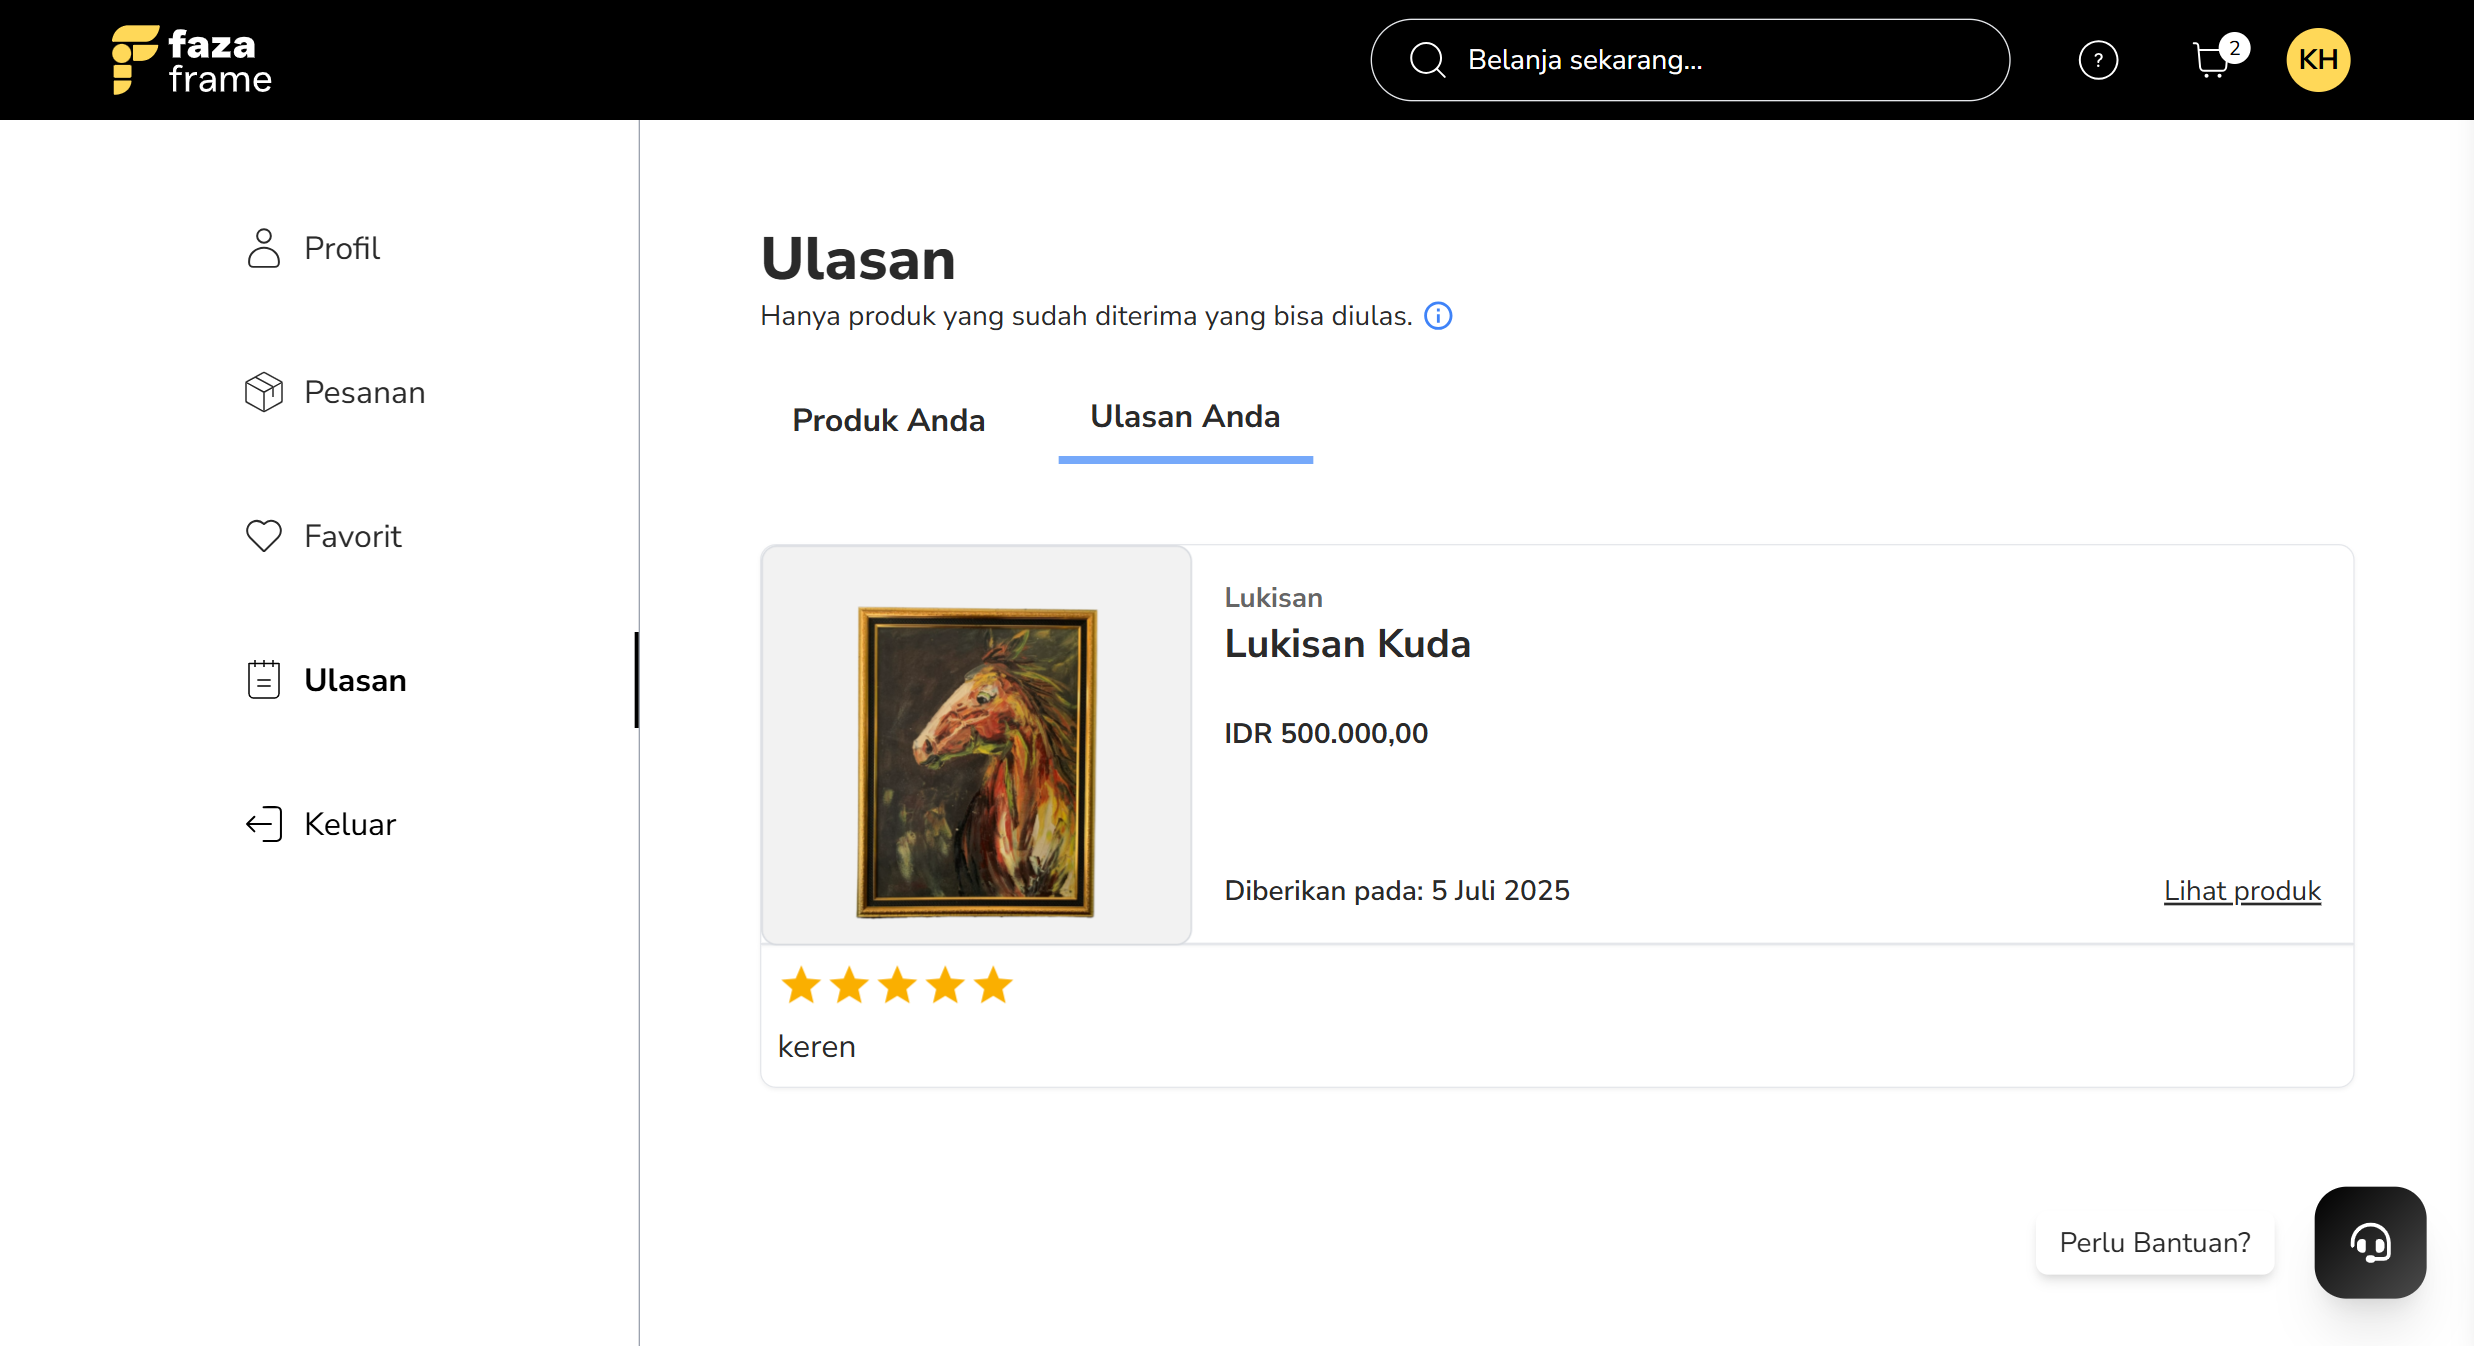 faza
frame
Belanja sekarang...
?
2
KH
Profil
Pesanan
Favorit
Ulasan
Keluar
Ulasan
Hanya produk yang sudah diterima yang bisa diulas.
Produk Anda
Ulasan Anda
Lukisan
Lukisan Kuda
IDR 500.000,00
Diberikan pada: 5 Juli 2025
Lihat produk
keren
Perlu Bantuan?